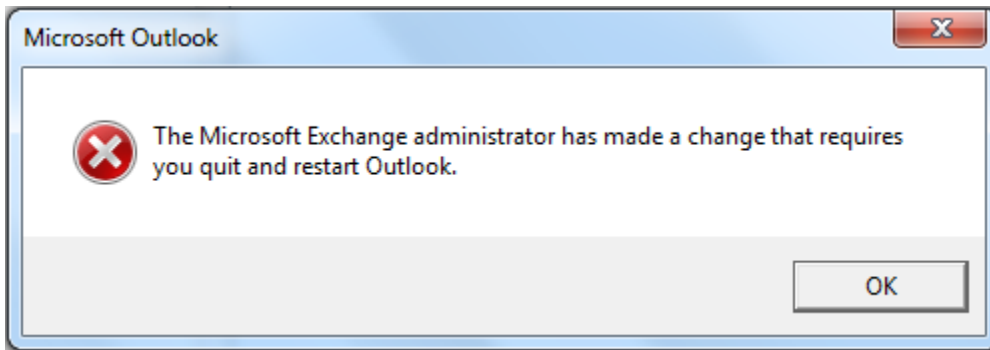 Microsoft Outlook
The Microsoft Exchange administrator has made a change that requires
you quit and restart Outlook.
OK